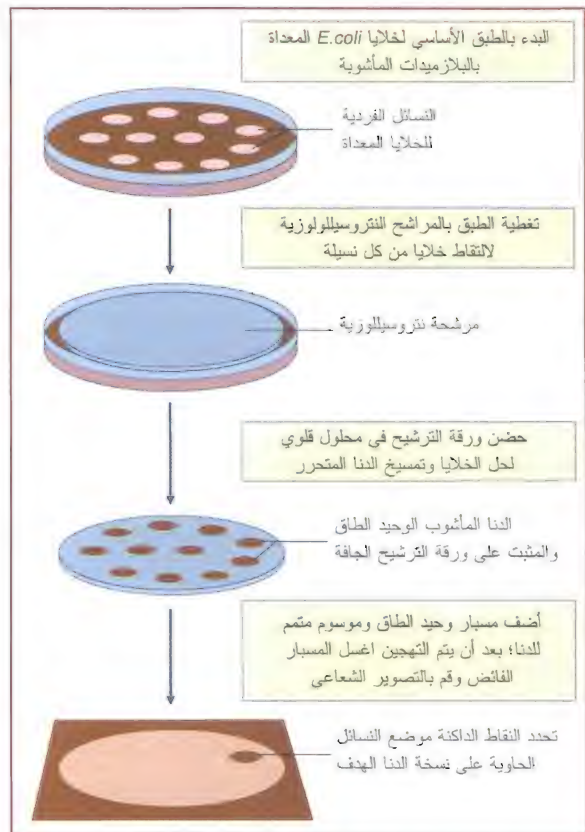 البدء بالطبق الأساسي لخلايا E.coli المعداة
بالبلازميدات المأشوبة
النسائل الفردية
للخلايا المعداة
تغطية الطبق بالمراشح النتروسيللولوزية
لالتقاط خلايا من كل نسيلة
مرشحة نتروسيللوزية
حضن ورقة الترشيح في محلول قلوي
لحل الخلايا وتمسيخ الدنا المتحرر
الدنا المأشوب الوحيد الطاق
والمثبت على ورقة الترشيح الجافة
أضف مسبار وحيد الطاق وموسوم متمم
للدنا؛ بعد أن يتم التهجين اغسل المسبار
الفائض وقم بالتصوير الشعاعي
تحدد النقاط الداكنة موضع النسائل
الحاوية على نسخة الدنا الهدف